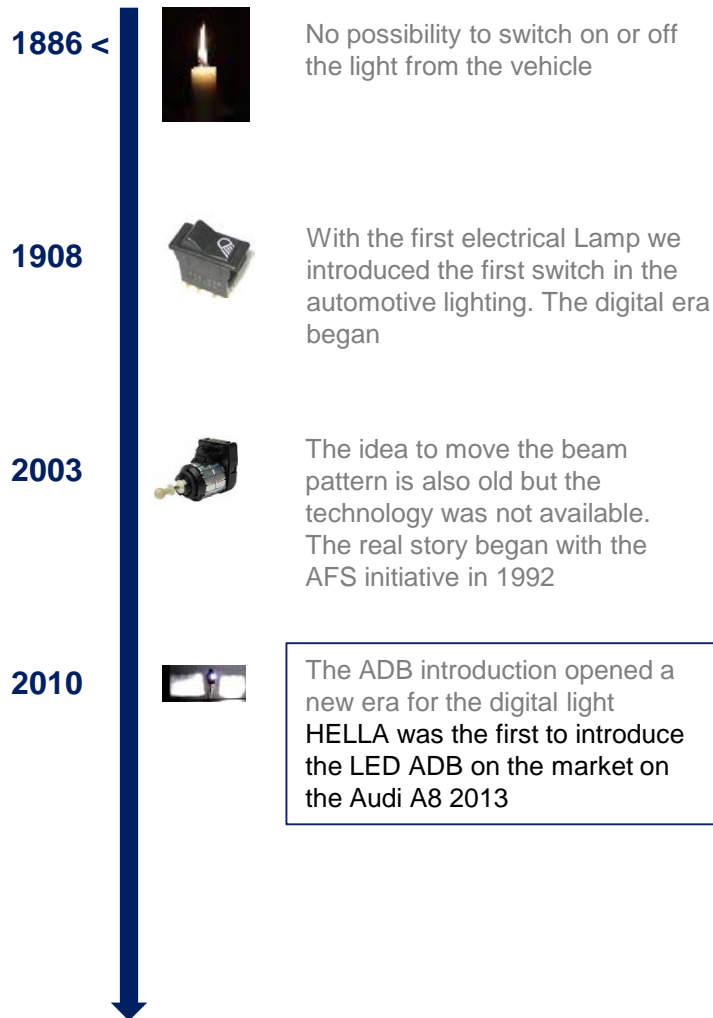 1886 <
No possibility to switch on or off
the light from the vehicle
1908
With the first electrical Lamp we
introduced the first switch in the
automotive lighting. The digital era
began
2003
The idea to move the beam
pattern is also old but the
technology was not available.
The real story began with the
AFS initiative in 1992
2010
The ADB introduction opened a
new era for the digital light
HELLA was the first to introduce
the LED ADB on the market on
the Audi A8 2013